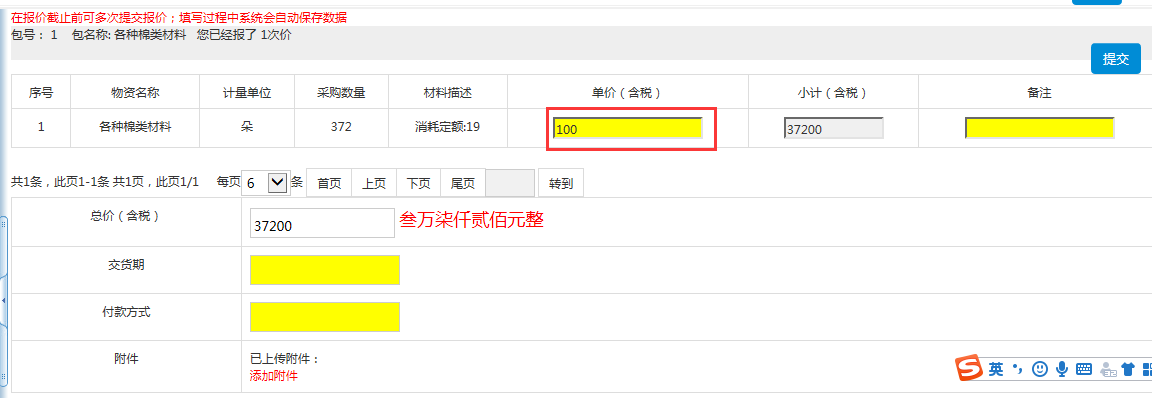 在报价截止前可多次提交报价；填写过程中系统会自动保存数据
包号： 1 包名称: 各种棉类材料 您已经报了 1次价
提交
序号 物资名称 计量单位 采购数量 材料描述 单价（含税） 小计（含税） 备注
1 各种棉类材料 朵 372 消耗定额:19 100 37200
共1条，此页1-1条 共1页，此页1/1 每页 6 条 首页 上页 下页 尾页 转到
总价（含税） 37200 叁万柒仟贰佰元整
交货期
付款方式
附件 已上传附件：
添加附件
S 英